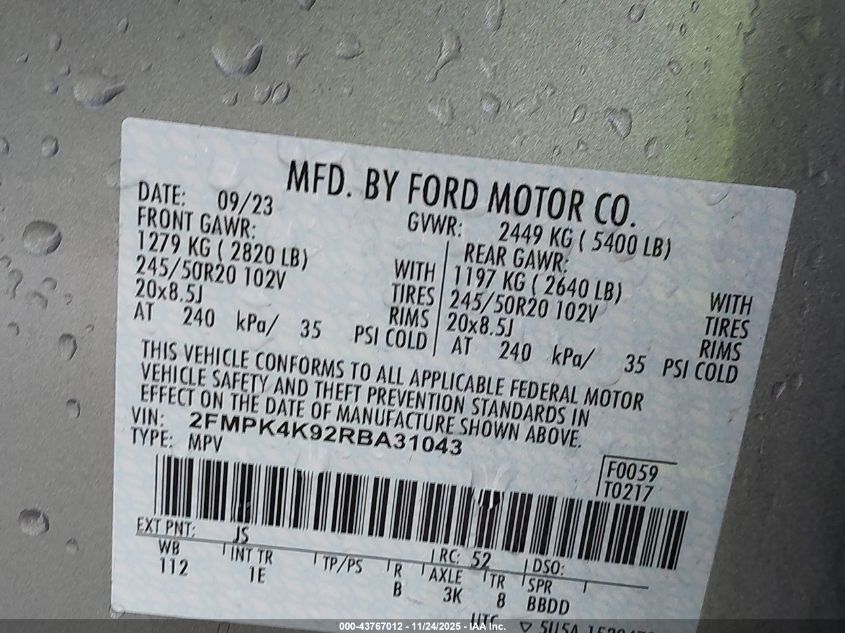 MFD. BY FORD MOTOR CO.
DATE: 09/23 GVWR: 2449 KG ( 5400 LB)
FRONT GAWR: REAR GAWR:
1279 KG ( 2820 LB) WITH 1197 KG ( 2640 LB) WITH
245/50R20 102V TIRES 245/50R20 102V TIRES
20x8.5J RIMS 20x8.5J RIMS
AT 240 kPa/ 35 PSI COLD AT 240 kPa/ 35 PSI COLD
THIS VEHICLE CONFORMS TO ALL APPLICABLE FEDERAL MOTOR
VEHICLE SAFETY AND THEFT PREVENTION STANDARDS IN
EFFECT ON THE DATE OF MANUFACTURE SHOWN ABOVE.
VIN: 2FMPK4K92RBA31043
TYPE: MPV
F0059
T0217
EXT PNT: JS RC: 52 DSO:
WB INT TR TP/PS R AXLE TR SPR
112 1E B 3K 8 BBDD
UTC
000-43767012 - 11/24/2025 - IAA Inc.